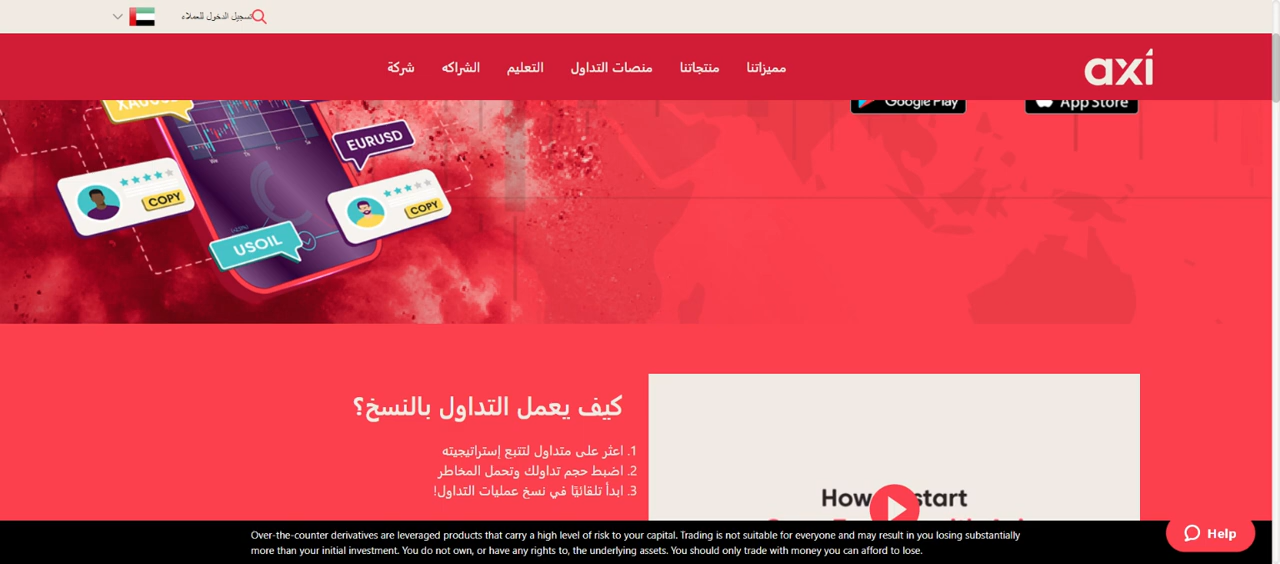 تسجيل الدخول للعملاء
axi
مميزاتنا
منتجاتنا
منصات التداول
التعليم
الشراكه
شركة
Google Play
App Store
EURUSD
COPY
COPY
USOIL
كيف يعمل التداول بالنسخ؟
1. اعثر على متداول لتتبع إستراتيجيته
2. اضبط حجم تداولك وتحمل المخاطر
3. ابدأ تلقائيًا في نسخ عمليات التداول!
How start
Over-the-counter derivatives are leveraged products that carry a high level of risk to your capital. Trading is not suitable for everyone and may result in you losing substantially
more than your initial investment. You do not own, or have any rights to, the underlying assets. You should only trade with money you can afford to lose.
Help